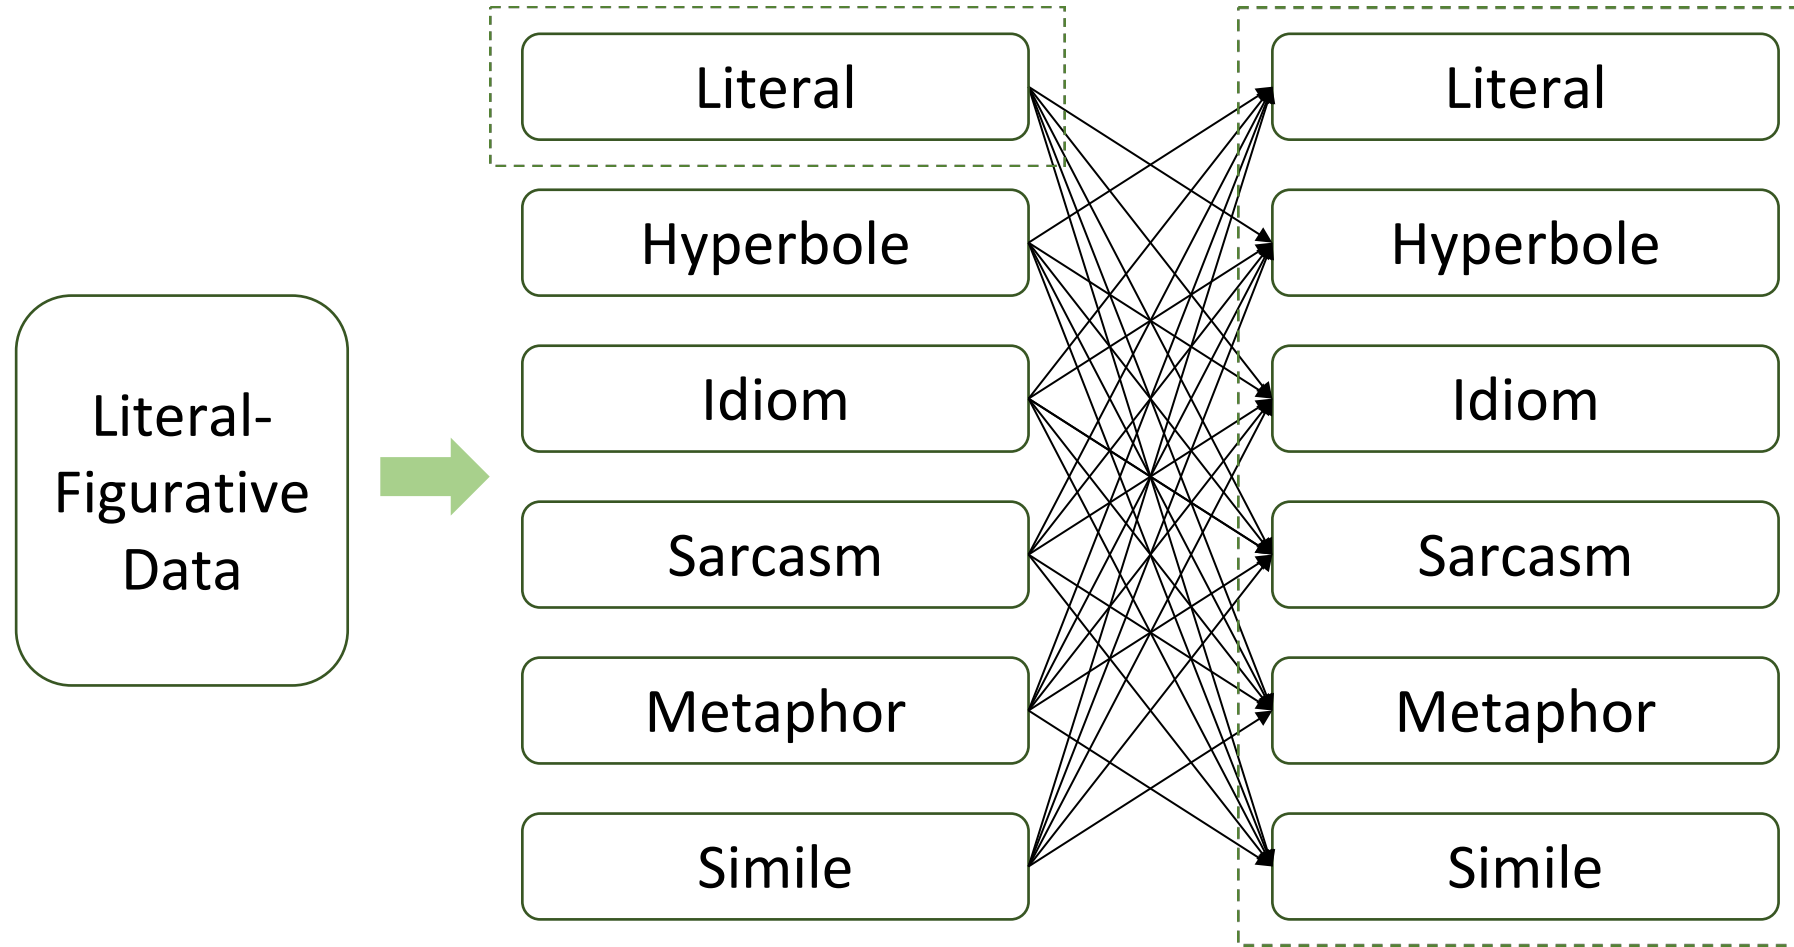 Literal-
Figurative
Data
Literal
Hyperbole
Idiom
Sarcasm
Metaphor
Simile
Literal
Hyperbole
Idiom
Sarcasm
Metaphor
Simile